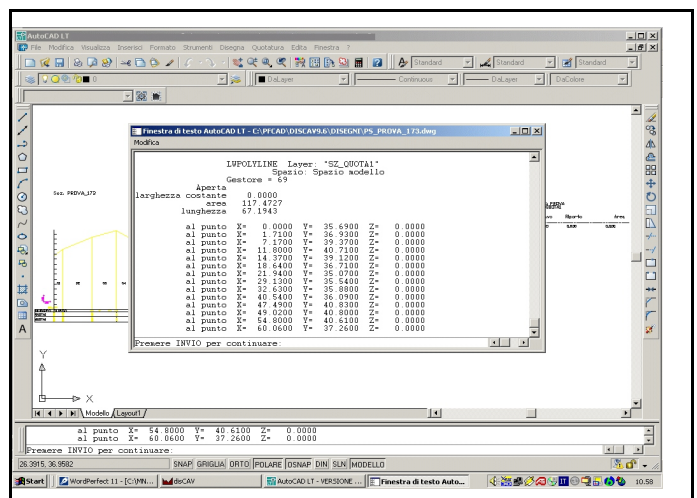 AutoCAD LT
File Modifica Visualizza Inserisci Formato Strumenti Disegna Quotatura Edita Finestra ?
Standard Standard Standard
0 DaLayer Continuous DaLayer DaColore
Sez. PROVA_173
Finestra di testo AutoCAD LT - C:\PFCAD\DISCAV9.6\DISEGNI\PS_PROVA_173.dwg
Modifica
LWPOLYLINE Layer: "SZ_QUOTA1"
Spazio: Spazio modello
Gestore = 69
Aperta
larghezza costante 0.0000
area 117.4727
lunghezza 67.1943
al punto X= 0.0000 Y= 35.6900 Z= 0.0000
al punto X= 1.7100 Y= 36.9300 Z= 0.0000
al punto X= 7.1700 Y= 39.3700 Z= 0.0000
al punto X= 11.8000 Y= 40.7100 Z= 0.0000
al punto X= 14.3700 Y= 39.1200 Z= 0.0000
al punto X= 18.6400 Y= 36.7100 Z= 0.0000
al punto X= 21.9400 Y= 35.0700 Z= 0.0000
al punto X= 29.1300 Y= 35.5400 Z= 0.0000
al punto X= 32.6300 Y= 35.8800 Z= 0.0000
al punto X= 40.5400 Y= 36.0900 Z= 0.0000
al punto X= 47.4900 Y= 40.8300 Z= 0.0000
al punto X= 49.0200 Y= 40.8000 Z= 0.0000
al punto X= 54.8000 Y= 40.6100 Z= 0.0000
al punto X= 60.0600 Y= 37.2600 Z= 0.0000
Premere INVIO per continuare:
Riporto Area
Y
X
Modello Layout1
al punto X= 54.8000 Y= 40.6100 Z= 0.0000
al punto X= 60.0600 Y= 37.2600 Z= 0.0000
Premere INVIO per continuare:
26.3915, 36.9582 SNAP GRIGLIA ORTO POLARE OSNAP DIN SLN MODELLO
Start WordPerfect 11 - [C:\MN... disCAV AutoCAD LT - VERSIONE ... Finestra di testo Auto... 10.58